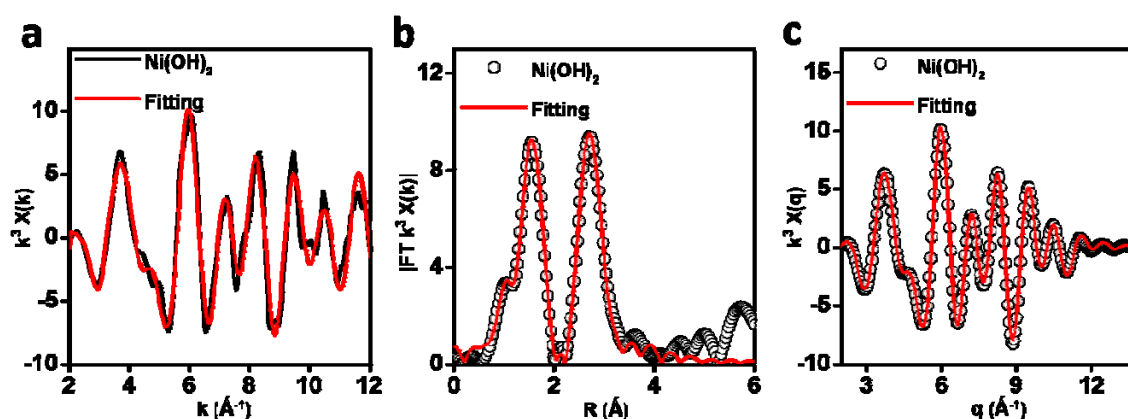 a
Ni(OH)₂
Fitting
10
5
0
-5
-10
k³ X(k)
2 4 6 8 10 12
k (Å⁻¹)
b
Ni(OH)₂
Fitting
12
8
4
0
|FT k³ X(k)|
0 2 4 6
R (Å)
c
Ni(OH)₂
Fitting
15
10
5
0
-5
-10
k³ X(q)
3 6 9 12
q (Å⁻¹)